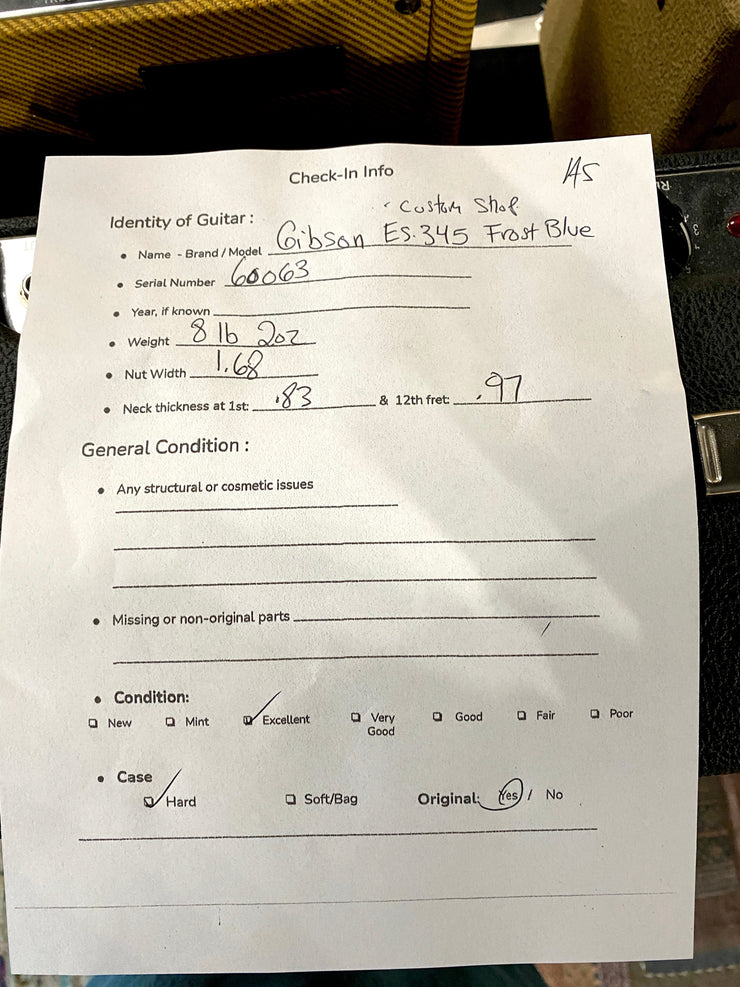 Check-In Info
AS
Custom Shop
Identity of Guitar :
Name - Brand / Model Gibson ES-345 Frost Blue
Serial Number 60063
Year, if known
Weight 8 lb 2oz
Nut Width 1.68
Neck thickness at 1st: .83 & 12th fret: .97
General Condition :
Any structural or cosmetic issues
Missing or non-original parts
Condition:
New Mint Excellent Very Good Good Fair Poor
Case
Hard Soft/Bag Original: Yes / No